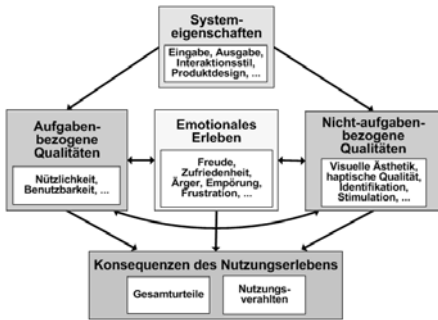 System-
eigenschaften
Eingabe, Ausgabe,
Interaktionsstil,
Produktdesign, ...
Aufgaben-
bezogene
Qualitäten
Nützlichkeit,
Benutzbarkeit, ...
Emotionales
Erleben
Freude,
Zufriedenheit,
Ärger, Empörung,
Frustration, ...
Nicht-aufgaben-
bezogene
Qualitäten
Visuelle Ästhetik,
haptische Qualität,
Identifikation,
Stimulation, ...
Konsequenzen des Nutzungserlebens
Gesamturteile
Nutzungs-
verahlten